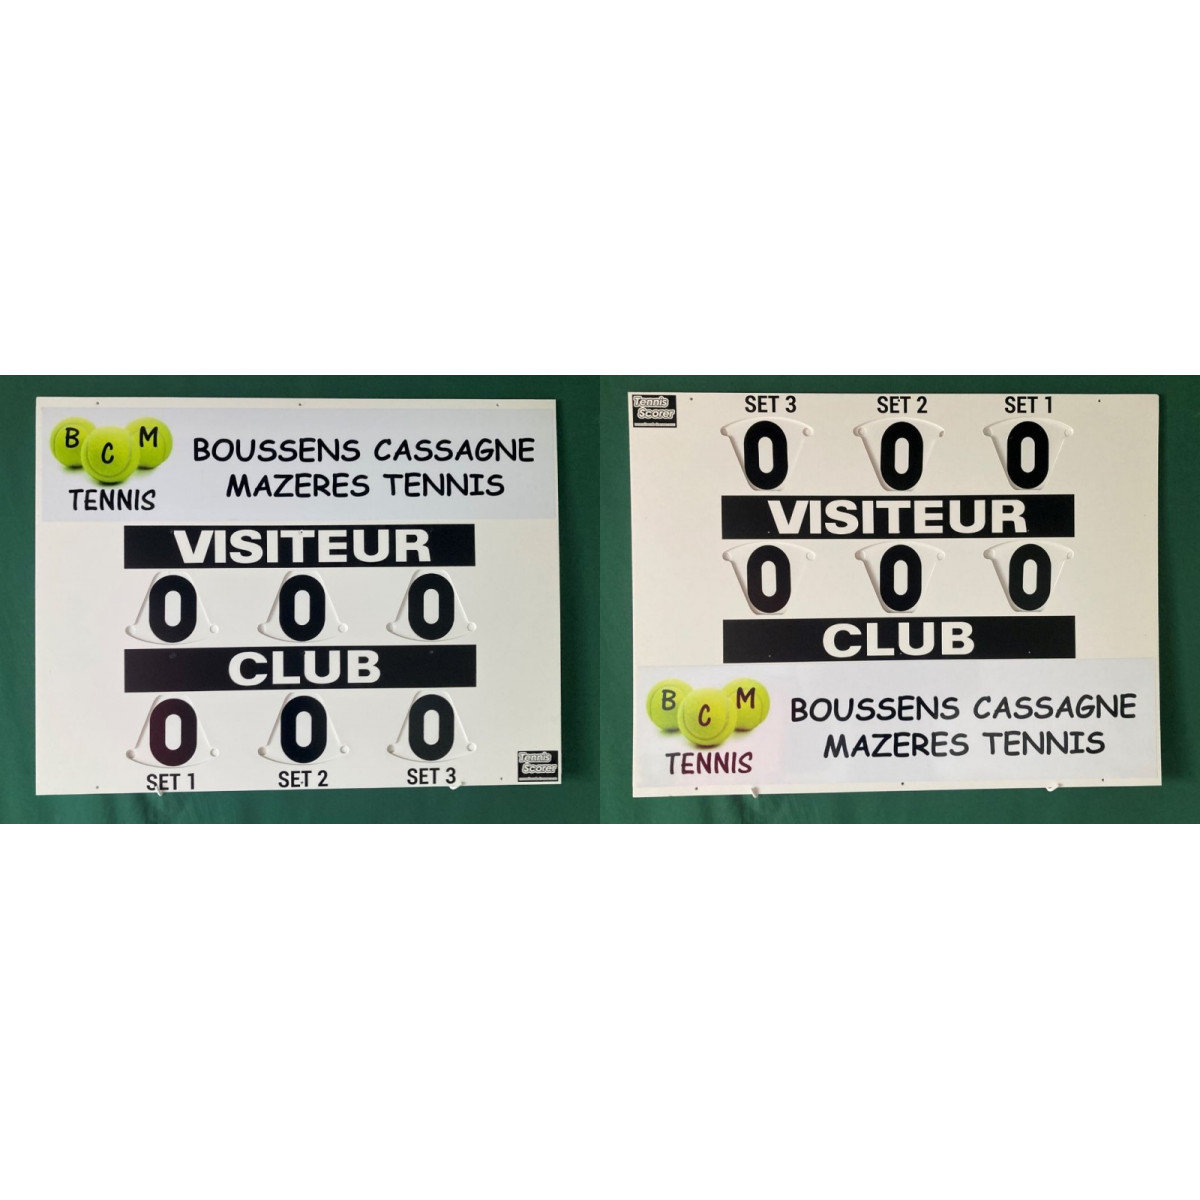 B C M
TENNIS
BOUSSENS CASSAGNE
MAZERES TENNIS
VISITEUR
0 0 0
CLUB
0 0 0
SET 1 SET 2 SET 3
Tennis
Scorer
Tennis
Scorer
SET 3 SET 2 SET 1
0 0 0
VISITEUR
0 0 0
CLUB
B C M
TENNIS
BOUSSENS CASSAGNE
MAZERES TENNIS